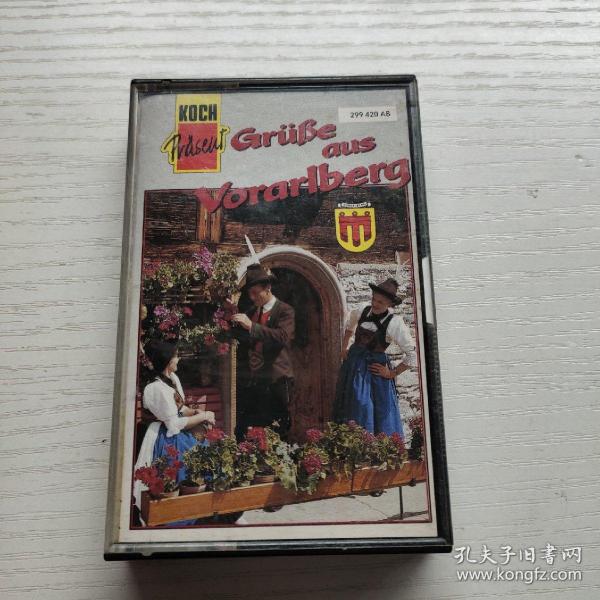 KOCH
Präsent
299 420 AB
Grüße
aus
Vorarlberg
孔夫子旧书网
www.kongfz.com